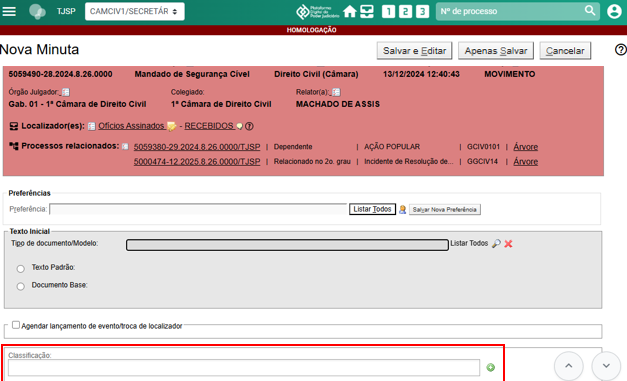 TJSP CAMCIV1/SECRETÁR Plataforma Digital do Poder Judiciário 1 2 3 Nº de processo
HOMOLOGAÇÃO
Nova Minuta Salvar e Editar Apenas Salvar Cancelar
5059490-28.2024.8.26.0000 Mandado de Segurança Cível Direito Civil (Câmara) 13/12/2024 12:40:43 MOVIMENTO
Órgão Julgador: Colegiado: Relator(a):
Gab. 01 - 1ª Câmara de Direito Civil 1ª Câmara de Direito Civil MACHADO DE ASSIS
Localizador(es): Ofícios Assinados - RECEBIDOS
Processos relacionados: 5059380-29.2024.8.26.0000/TJSP | Dependente | AÇÃO POPULAR | GCIV0101 | Árvore
5000474-12.2025.8.26.0000/TJSP | Relacionado no 2o. grau | Incidente de Resolução de... | GGCIV14 | Árvore
Preferências
Preferência: Listar Todos Salvar Nova Preferência
Texto Inicial
Tipo de documento/Modelo: Listar Todos
Texto Padrão:
Documento Base:
Agendar lançamento de evento/troca de localizador
Classificação: